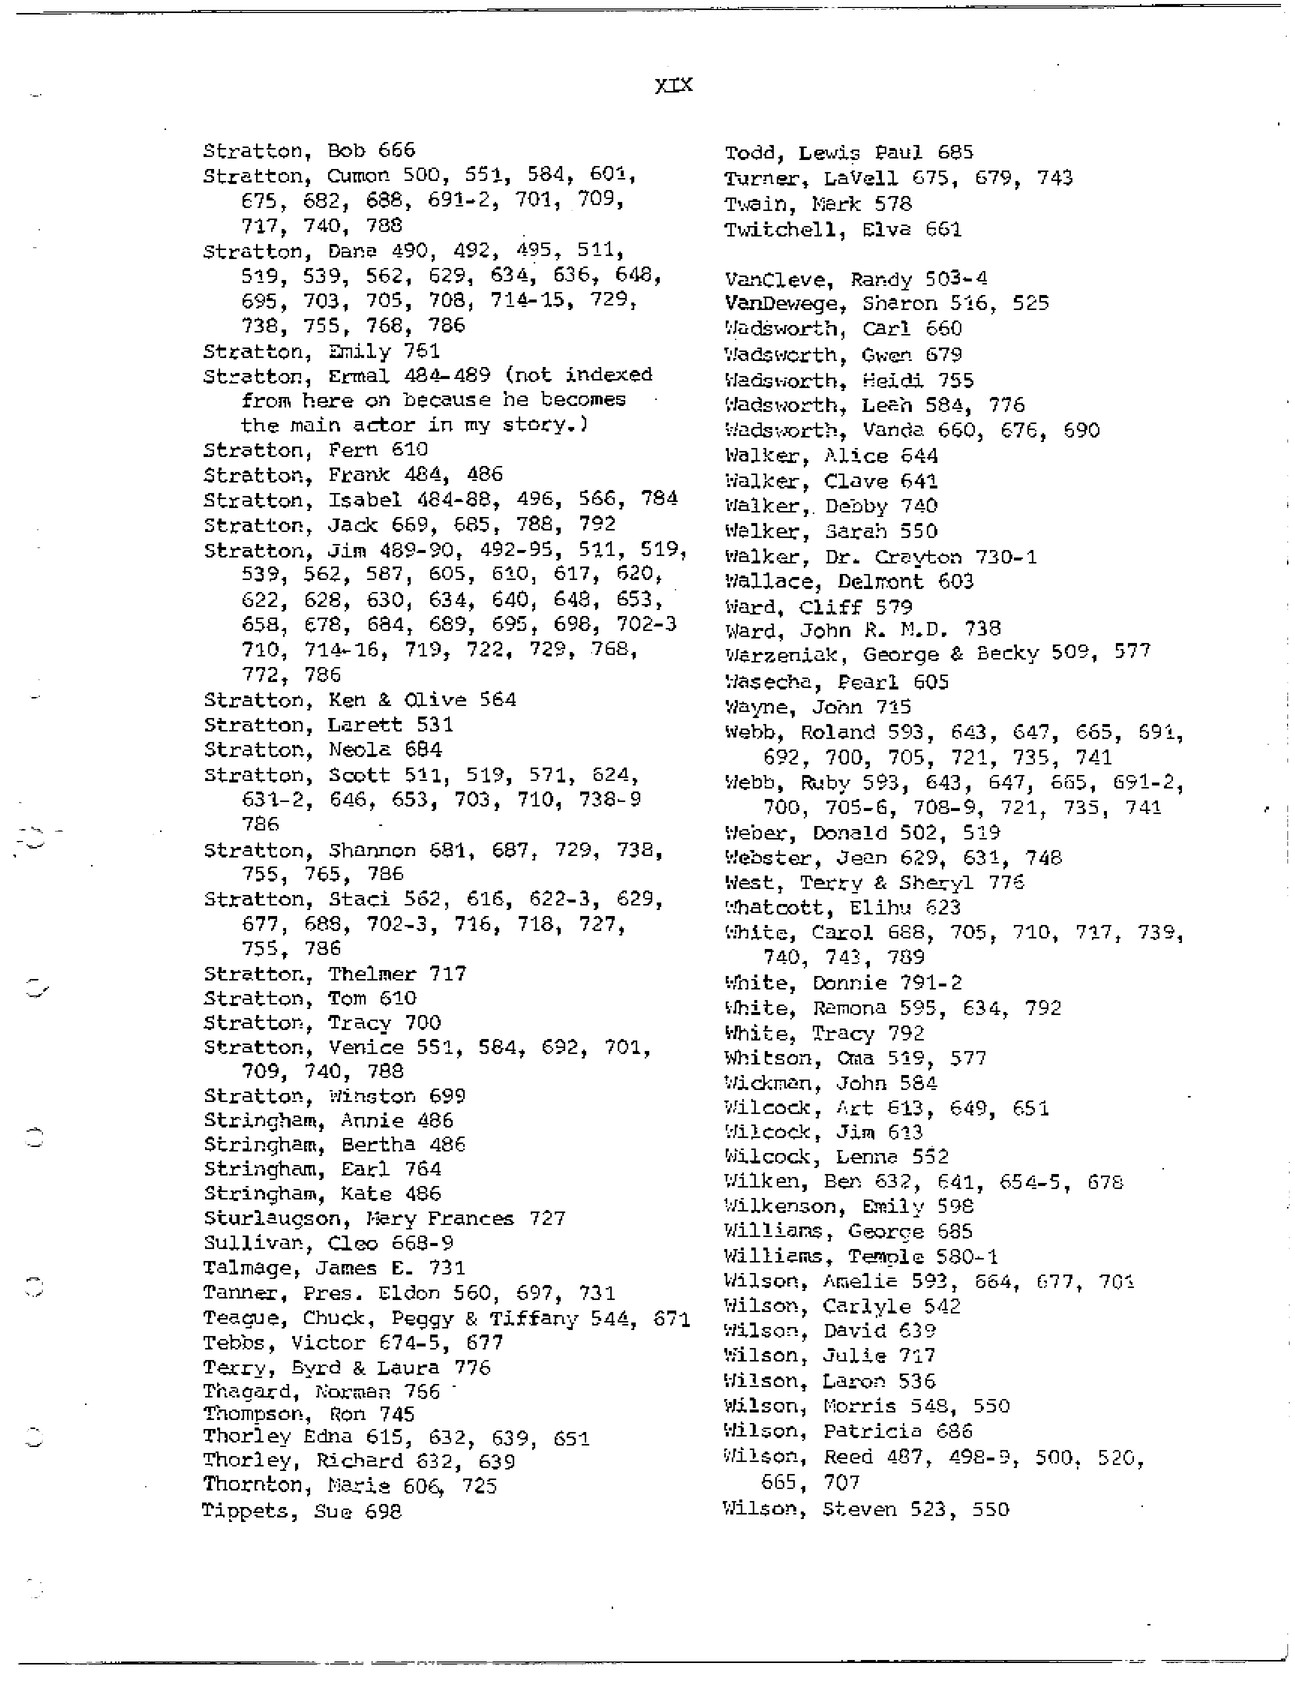 XIX
Stratton, Bob 666
Stratton, Cumon 500, 551, 584, 601,
675, 682, 688, 691-2, 701, 709,
717, 740, 788
Stratton, Dana 490, 492, 495, 511,
519, 539, 562, 629, 634, 636, 648,
695, 703, 705, 708, 714-15, 729,
738, 755, 768, 786
Stratton, Emily 761
Stratton, Ermal 484-489 (not indexed
from here on because he becomes
the main actor in my story.)
Stratton, Fern 610
Stratton, Frank 484, 486
Stratton, Isabel 484-88, 496, 566, 784
Stratton, Jack 669, 685, 788, 792
Stratton, Jim 489-90, 492-95, 511, 519,
539, 562, 587, 605, 610, 617, 620,
622, 628, 630, 634, 640, 648, 653,
658, 678, 684, 689, 695, 698, 702-3
710, 714-16, 719, 722, 729, 768,
772, 786
Stratton, Ken & Olive 564
Stratton, Larett 531
Stratton, Neola 684
Stratton, Scott 511, 519, 571, 624,
631-2, 646, 653, 703, 710, 738-9
786
Stratton, Shannon 681, 687, 729, 738,
755, 765, 786
Stratton, Staci 562, 616, 622-3, 629,
677, 688, 702-3, 716, 718, 727,
755, 786
Stratton, Thelmer 717
Stratton, Tom 610
Stratton, Tracy 700
Stratton, Venice 551, 584, 692, 701,
709, 740, 788
Stratton, Winston 699
Stringham, Annie 486
Stringham, Bertha 486
Stringham, Earl 764
Stringham, Kate 486
Sturlaugson, Mary Frances 727
Sullivan, Cleo 668-9
Talmage, James E. 731
Tanner, Pres. Eldon 560, 697, 731
Teague, Chuck, Peggy & Tiffany 544, 671
Tebbs, Victor 674-5, 677
Terry, Byrd & Laura 776
Thagard, Norman 766
Thompson, Ron 745
Thorley Edna 615, 632, 639, 651
Thorley, Richard 632, 639
Thornton, Marie 606, 725
Tippets, Sue 698
Todd, Lewis Paul 685
Turner, LaVell 675, 679, 743
Twain, Mark 578
Twitchell, Elva 661
VanCleve, Randy 503-4
VanDewege, Sharon 516, 525
Wadsworth, Carl 660
Wadsworth, Gwen 679
Wadsworth, Heidi 755
Wadsworth, Leah 584, 776
Wadsworth, Vanda 660, 676, 690
Walker, Alice 644
Walker, Clave 641
Walker, Debby 740
Walker, Sarah 550
Walker, Dr. Crayton 730-1
Wallace, Delmont 603
Ward, Cliff 579
Ward, John R. M.D. 738
Warzeniak, George & Becky 509, 577
Wasecha, Pearl 605
Wayne, John 715
Webb, Roland 593, 643, 647, 665, 691,
692, 700, 705, 721, 735, 741
Webb, Ruby 593, 643, 647, 665, 691-2,
700, 705-6, 708-9, 721, 735, 741
Weber, Donald 502, 519
Webster, Jean 629, 631, 748
West, Terry & Sheryl 776
Whatcott, Elihu 623
White, Carol 688, 705, 710, 717, 739,
740, 743, 789
White, Donnie 791-2
White, Ramona 595, 634, 792
White, Tracy 792
Whitson, Oma 519, 577
Wickman, John 584
Wilcock, Art 613, 649, 651
Wilcock, Jim 613
Wilcock, Lenna 552
Wilken, Ben 632, 641, 654-5, 678
Wilkenson, Emily 598
Williams, George 685
Williams, Temple 580-1
Wilson, Amelia 593, 664, 677, 701
Wilson, Carlyle 542
Wilson, David 639
Wilson, Julie 717
Wilson, Laron 536
Wilson, Morris 548, 550
Wilson, Patricia 686
Wilson, Reed 487, 498-9, 500, 520,
665, 707
Wilson, Steven 523, 550